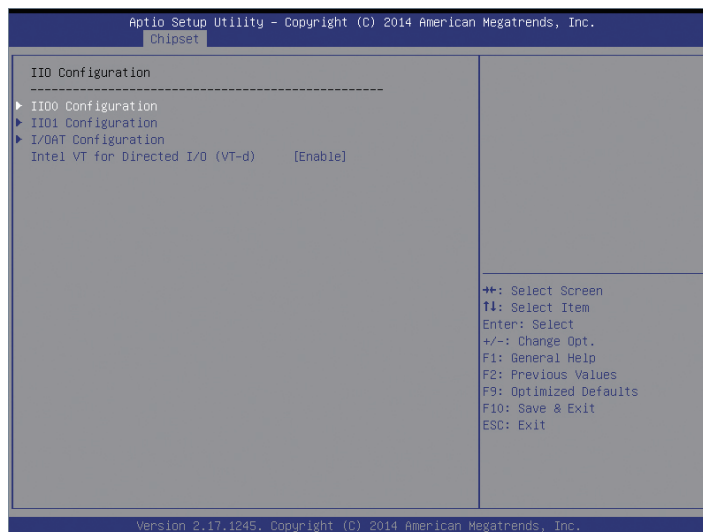 Aptio Setup Utility – Copyright (C) 2014 American Megatrends, Inc.
Chipset
IIO Configuration
--------------------------------------------------
IIO0 Configuration
IIO1 Configuration
I/OAT Configuration
Intel VT for Directed I/O (VT-d) [Enable]
→←: Select Screen
↑↓: Select Item
Enter: Select
+/-: Change Opt.
F1: General Help
F2: Previous Values
F9: Optimized Defaults
F10: Save & Exit
ESC: Exit
Version 2.17.1245. Copyright (C) 2014 American Megatrends, Inc.